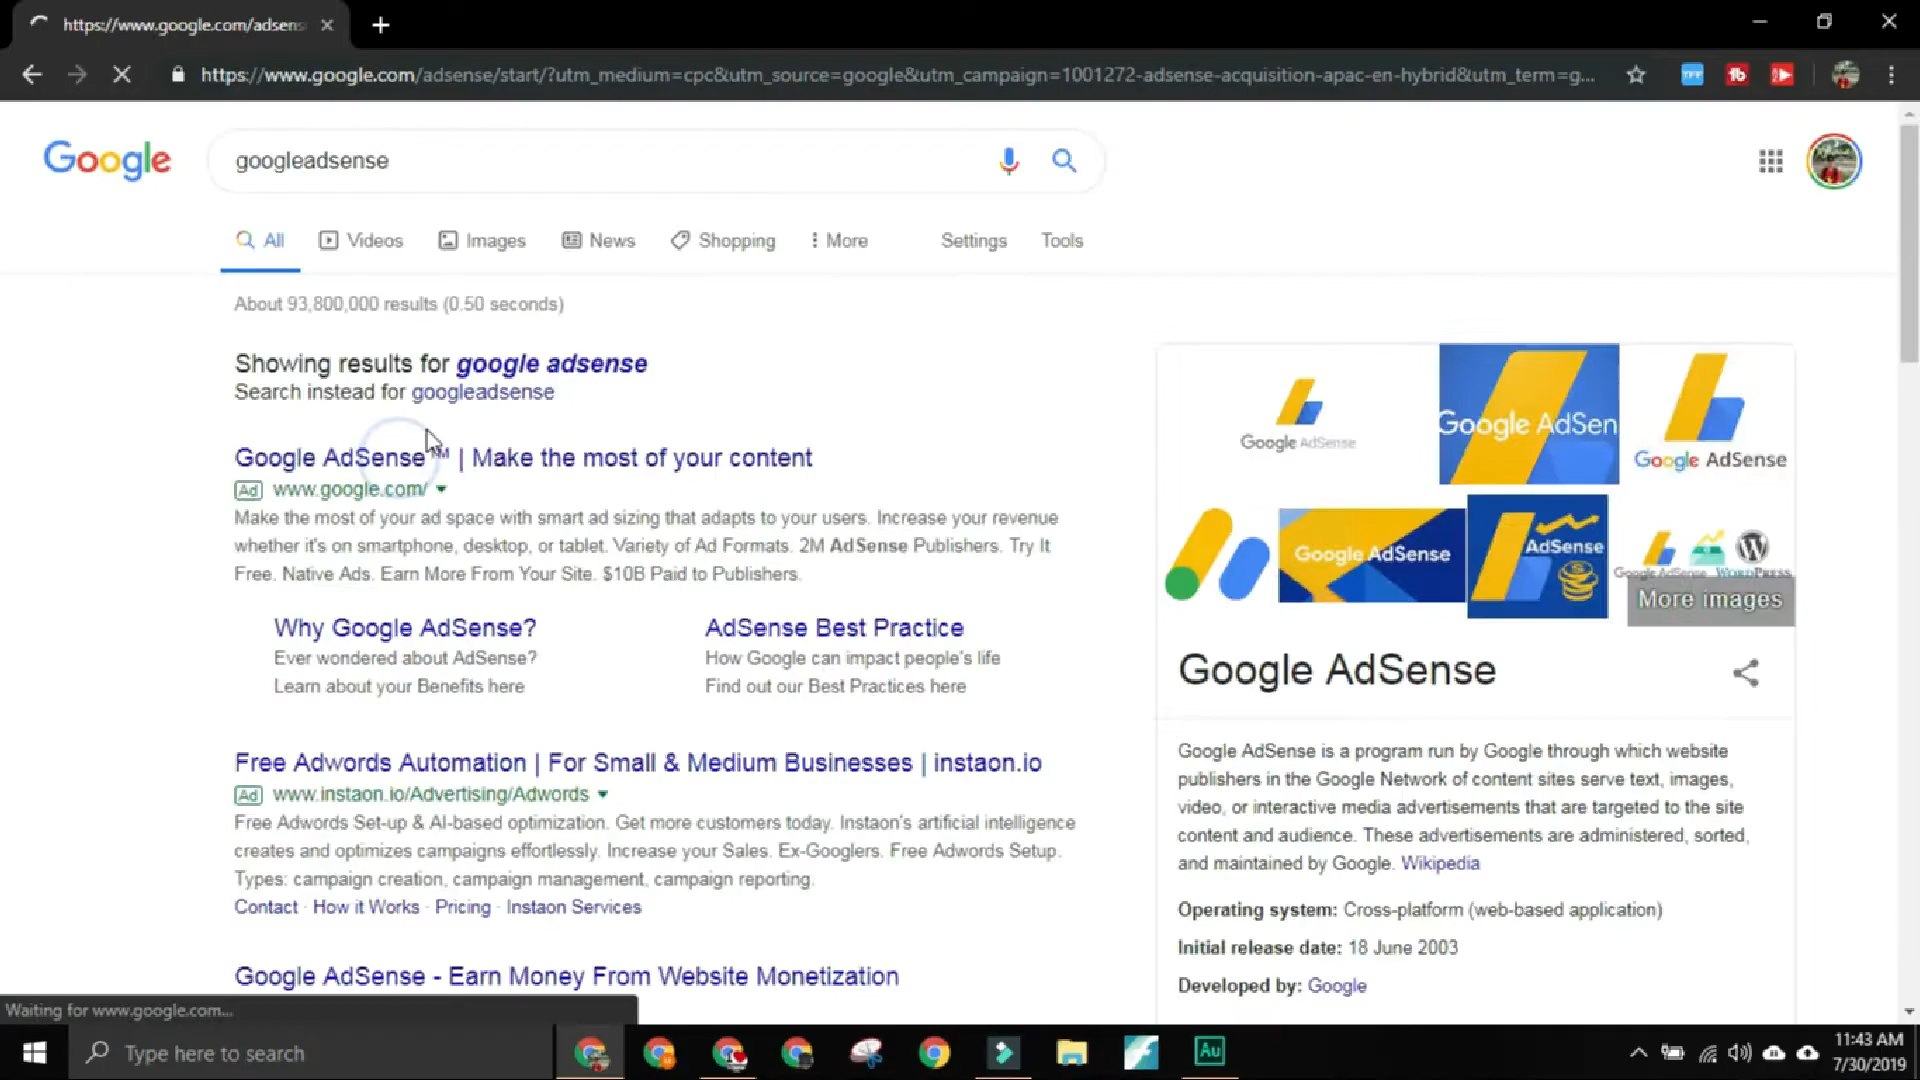 https://www.google.com/adsens
https://www.google.com/adsense/start/?utm_medium=cpc&utm_source=google&utm_campaign=1001272-adsense-acquisition-apac-en-hybrid&utm_term=g...
TFF
tb
Google
googleadsense
All
Videos
Images
News
Shopping
More
Settings
Tools
About 93,800,000 results (0.50 seconds)
Showing results for google adsense
Search instead for googleadsense
Google AdSense™ | Make the most of your content
Ad www.google.com/
Make the most of your ad space with smart ad sizing that adapts to your users. Increase your revenue
whether it's on smartphone, desktop, or tablet. Variety of Ad Formats. 2M AdSense Publishers. Try It
Free. Native Ads. Earn More From Your Site. $10B Paid to Publishers.
Why Google AdSense?
Ever wondered about AdSense?
Learn about your Benefits here
AdSense Best Practice
How Google can impact people's life
Find out our Best Practices here
Free Adwords Automation | For Small & Medium Businesses | instaon.io
Ad www.instaon.io/Advertising/Adwords
Free Adwords Set-up & AI-based optimization. Get more customers today. Instaon's artificial intelligence
creates and optimizes campaigns effortlessly. Increase your Sales. Ex-Googlers. Free Adwords Setup.
Types: campaign creation, campaign management, campaign reporting.
Contact · How it Works · Pricing · Instaon Services
Google AdSense - Earn Money From Website Monetization
Google AdSense
Google AdSen
Google AdSense
Google AdSense
AdSense
Google AdSense WORDPRESS
More images
Google AdSense
Google AdSense is a program run by Google through which website
publishers in the Google Network of content sites serve text, images,
video, or interactive media advertisements that are targeted to the site
content and audience. These advertisements are administered, sorted,
and maintained by Google. Wikipedia
Operating system: Cross-platform (web-based application)
Initial release date: 18 June 2003
Developed by: Google
Waiting for www.google.com...
Type here to search
Au
11:43 AM
7/30/2019